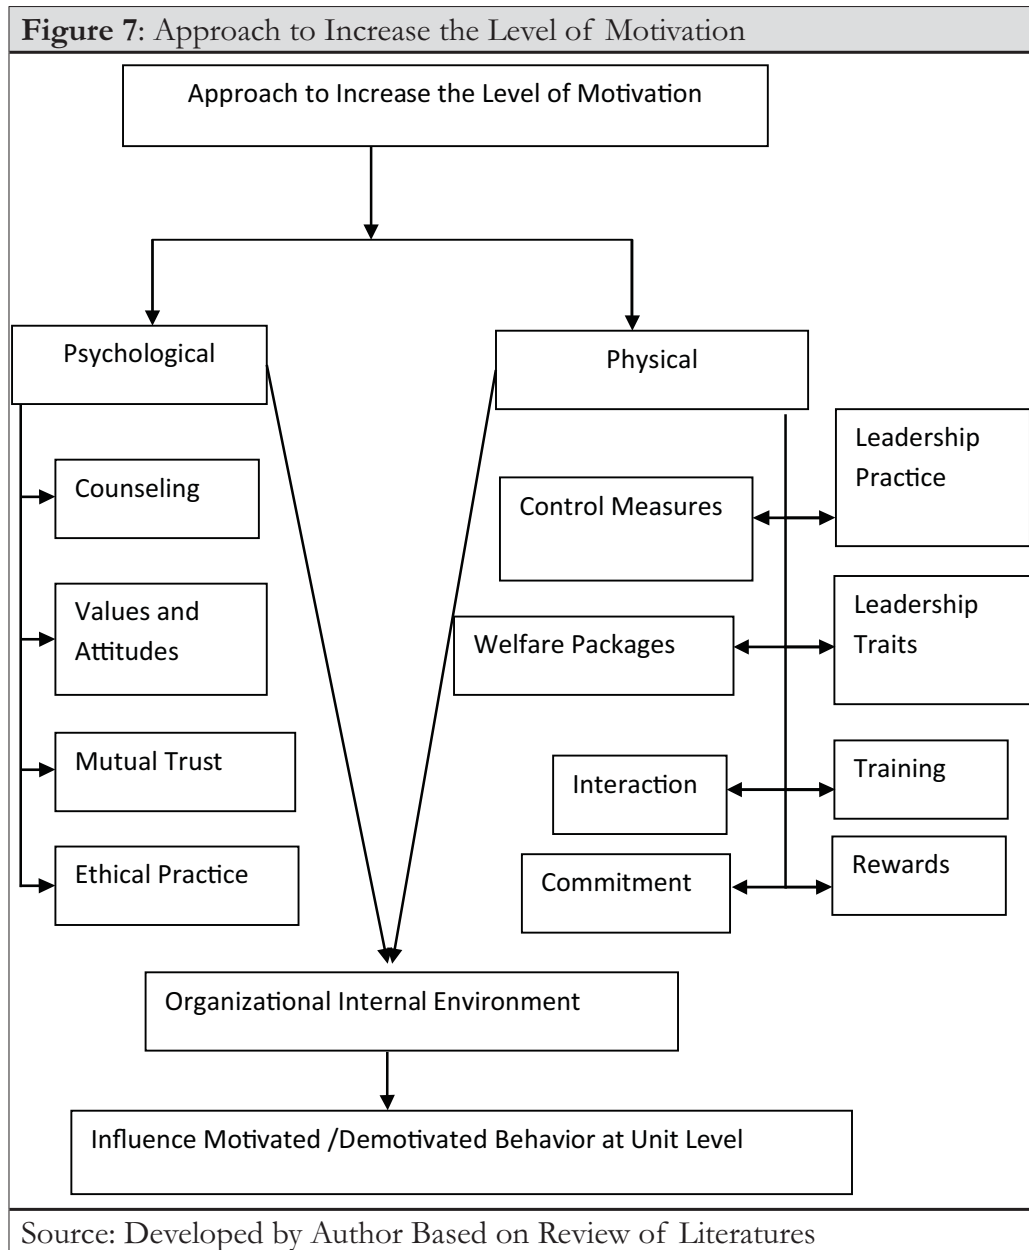 Figure 7: Approach to Increase the Level of Motivation
Approach to Increase the Level of Motivation
Psychological
Physical
Counseling
Values and
Attitudes
Mutual Trust
Ethical Practice
Control Measures
Leadership
Practice
Welfare Packages
Leadership
Traits
Interaction
Training
Commitment
Rewards
Organizational Internal Environment
Influence Motivated /Demotivated Behavior at Unit Level
Source: Developed by Author Based on Review of Literatures